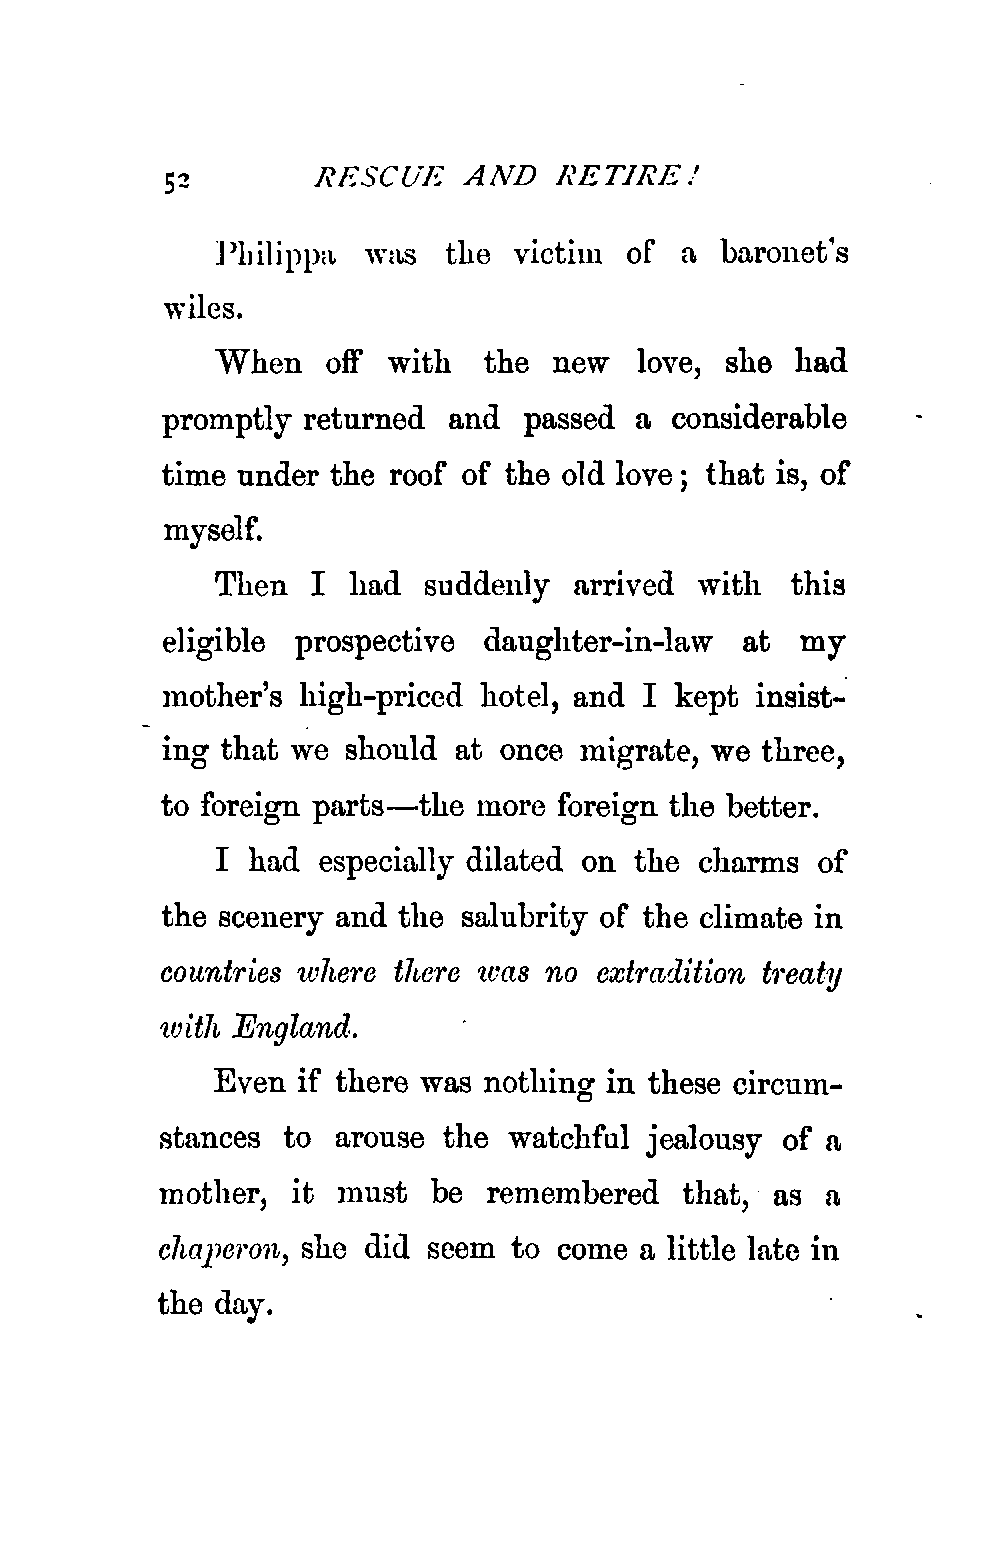 52 RESCUE AND RETIRE!
Philippa was the victim of a baronet's
wiles.
When off with the new love, she had
promptly returned and passed a considerable
time under the roof of the old love; that is, of
myself.
Then I had suddenly arrived with this
eligible prospective daughter-in-law at my
mother's high-priced hotel, and I kept insist-
ing that we should at once migrate, we three,
to foreign parts—the more foreign the better.
I had especially dilated on the charms of
the scenery and the salubrity of the climate in
countries where there was no extradition treaty
with England.
Even if there was nothing in these circum-
stances to arouse the watchful jealousy of a
mother, it must be remembered that, as a
chaperon, she did seem to come a little late in
the day.